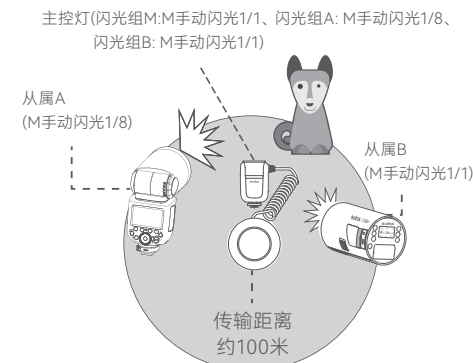 主控灯(闪光组M:M手动闪光1/1、闪光组A: M手动闪光1/8、
闪光组B: M手动闪光1/1)
从属A
(M手动闪光1/8)
从属B
(M手动闪光1/1)
传输距离
约100米